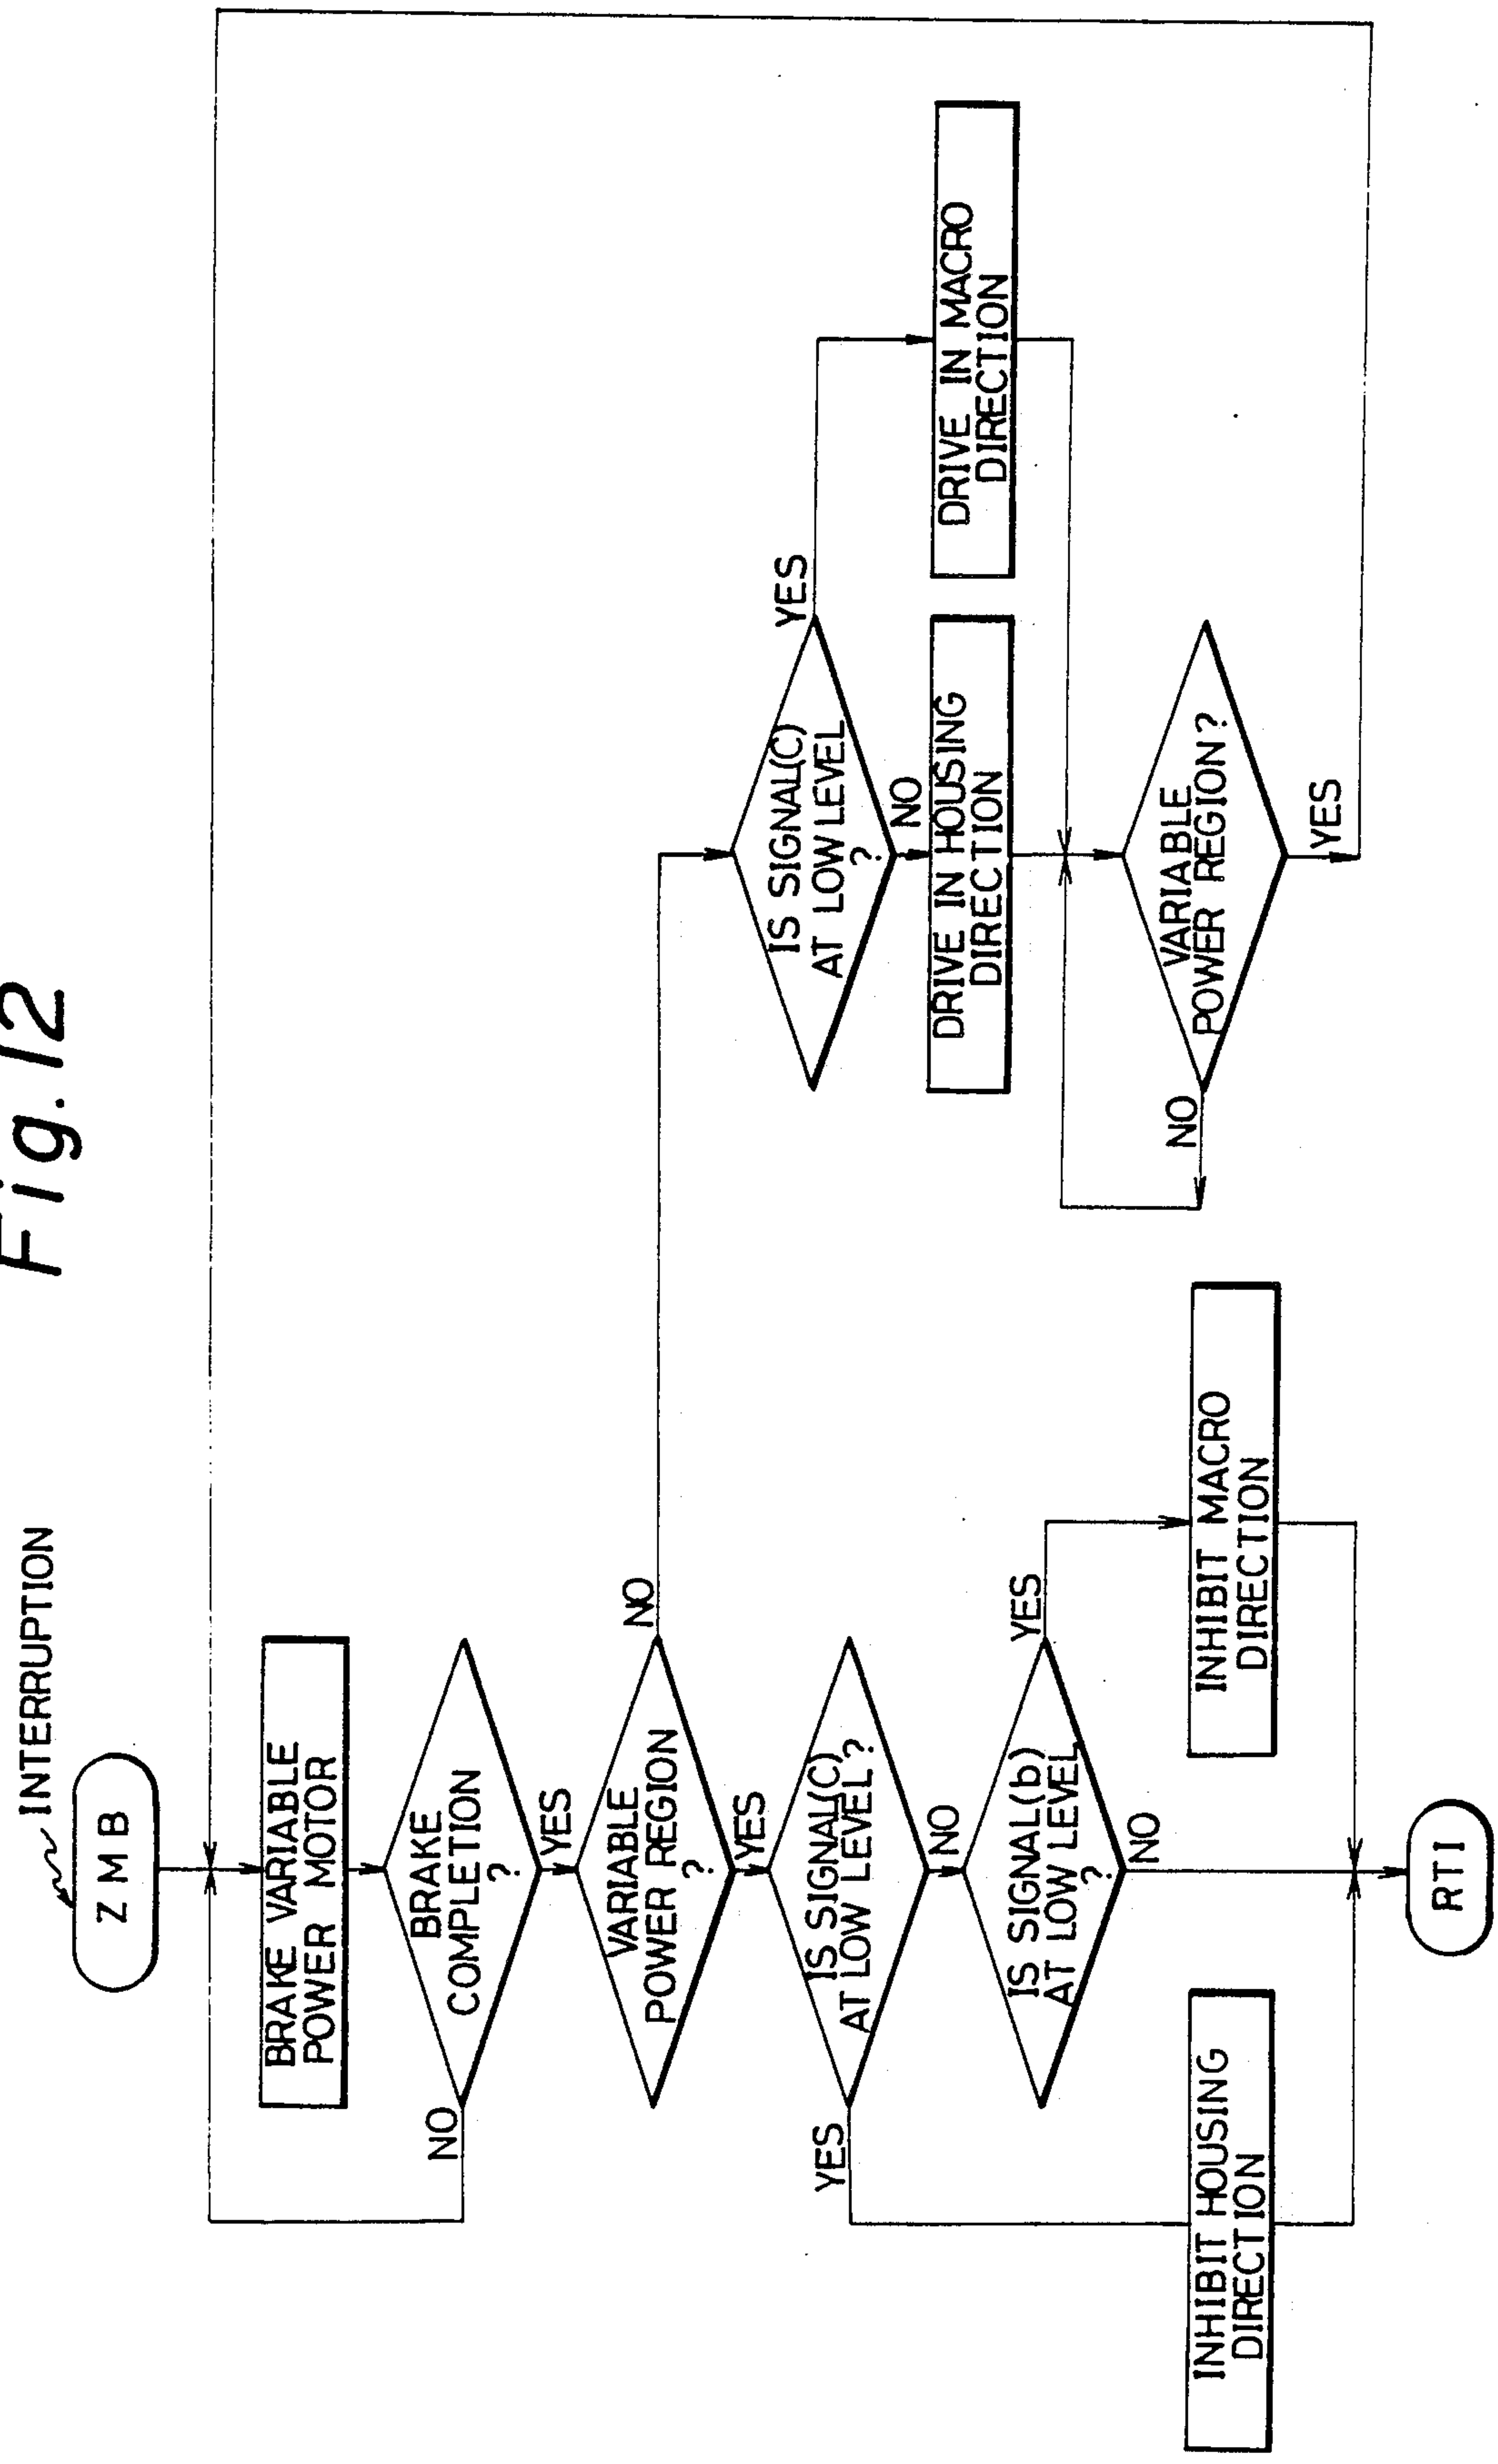 Fig. 12
INTERRUPTION
Z M B
BRAKE VARIABLE
POWER MOTOR
BRAKE
COMPLETION
?
NO
YES
VARIABLE
POWER REGION
?
NO
YES
IS SIGNAL(C)
AT LOW LEVEL?
YES
NO
IS SIGNAL(b)
AT LOW LEVEL
?
YES
NO
INHIBIT HOUSING
DIRECTION
INHIBIT MACRO
DIRECTION
RTI
IS SIGNAL(C)
AT LOW LEVEL
?
YES
NO
DRIVE IN HOUSING
DIRECTION
DRIVE IN MACRO
DIRECTION
VARIABLE
POWER REGION?
NO
YES